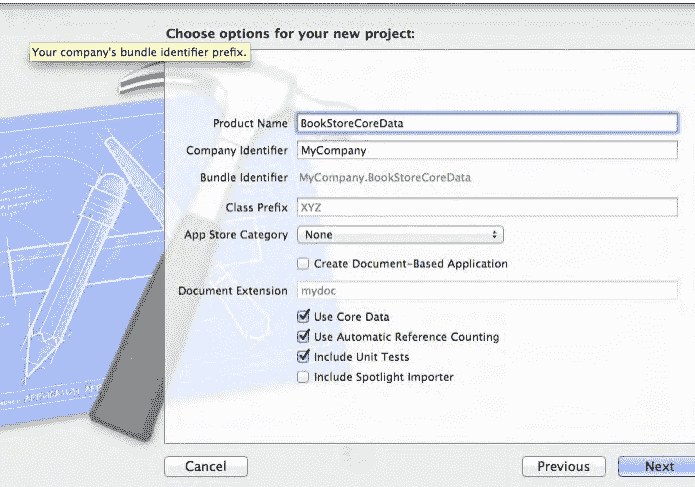 Choose options for your new project:
Your company's bundle identifier prefix.
Product Name BookStoreCoreData
Company Identifier MyCompany
Bundle Identifier MyCompany.BookStoreCoreData
Class Prefix XYZ
App Store Category None
Create Document-Based Application
Document Extension mydoc
Use Core Data
Use Automatic Reference Counting
Include Unit Tests
Include Spotlight Importer
Cancel Previous Next